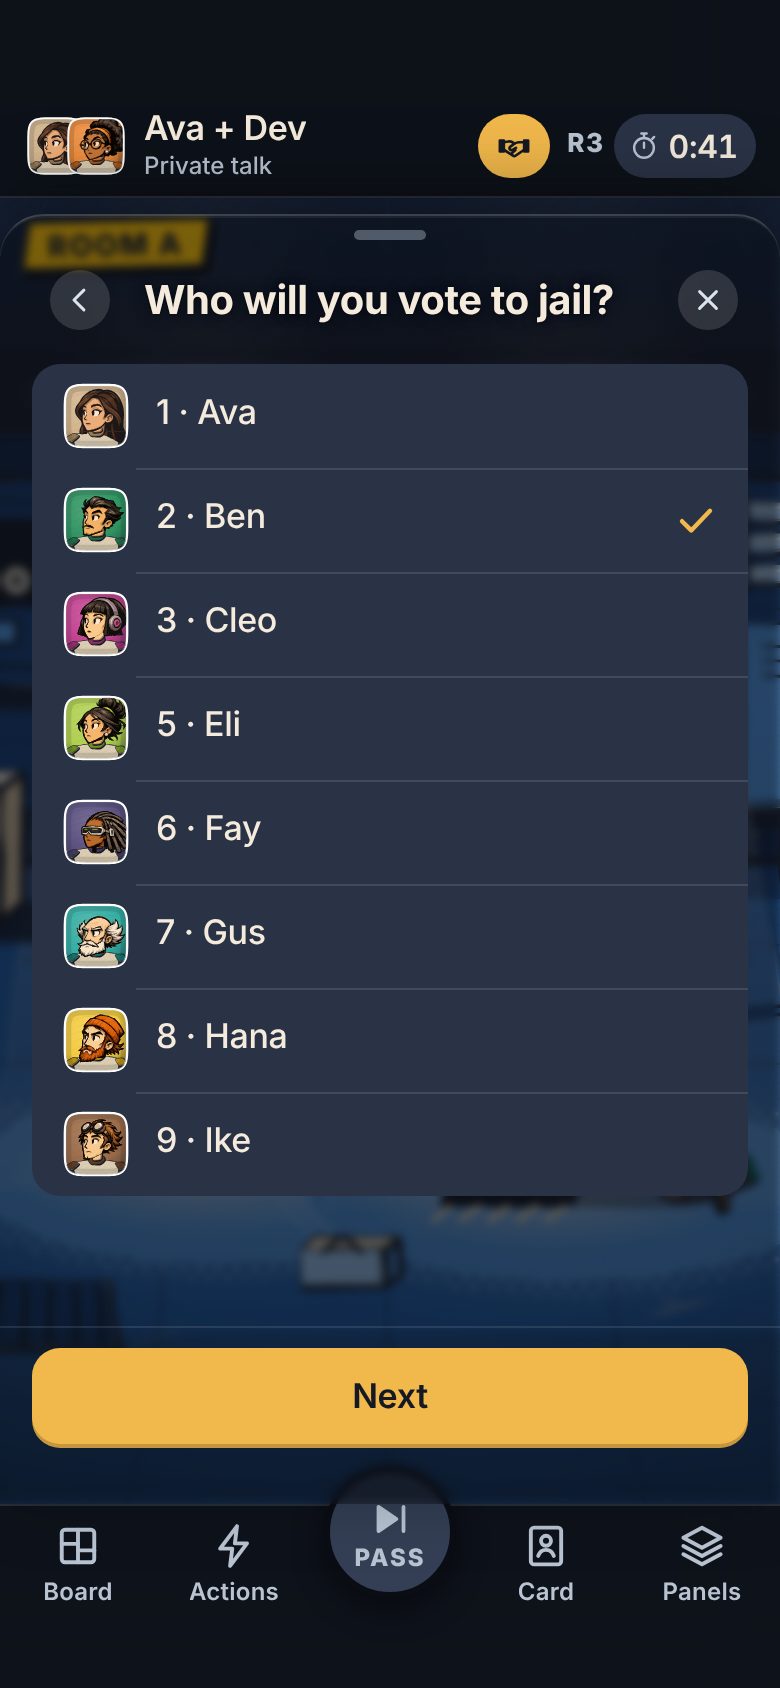 Ava + Dev
Private talk
R3
0:41
ROOM A
Who will you vote to jail?
1 · Ava
2 · Ben
3 · Cleo
5 · Eli
6 · Fay
7 · Gus
8 · Hana
9 · Ike
Next
PASS
Board
Actions
Card
Panels